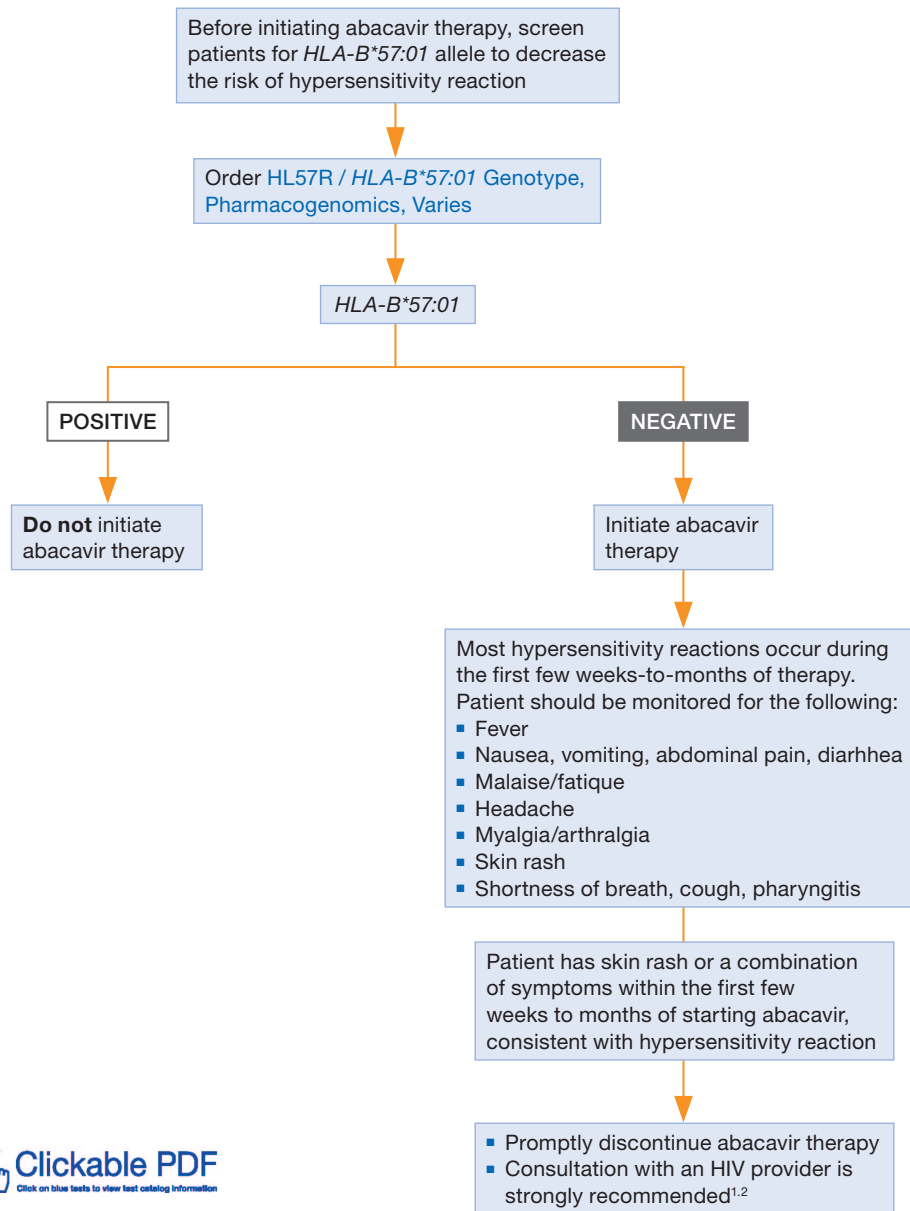 Before initiating abacavir therapy, screen
patients for HLA-B*57:01 allele to decrease
the risk of hypersensitivity reaction
Order HL57R / HLA-B*57:01 Genotype,
Pharmacogenomics, Varies
HLA-B*57:01
POSITIVE
NEGATIVE
Do not initiate
abacavir therapy
Initiate abacavir
therapy
Most hypersensitivity reactions occur during
the first few weeks-to-months of therapy.
Patient should be monitored for the following:
■ Fever
■ Nausea, vomiting, abdominal pain, diarhhea
■ Malaise/fatique
■ Headache
■ Myalgia/arthralgia
■ Skin rash
■ Shortness of breath, cough, pharyngitis
Patient has skin rash or a combination
of symptoms within the first few
weeks to months of starting abacavir,
consistent with hypersensitivity reaction
■ Promptly discontinue abacavir therapy
■ Consultation with an HIV provider is
strongly recommended1.2
Clickable PDF
Click on blue tests to view test catalog information